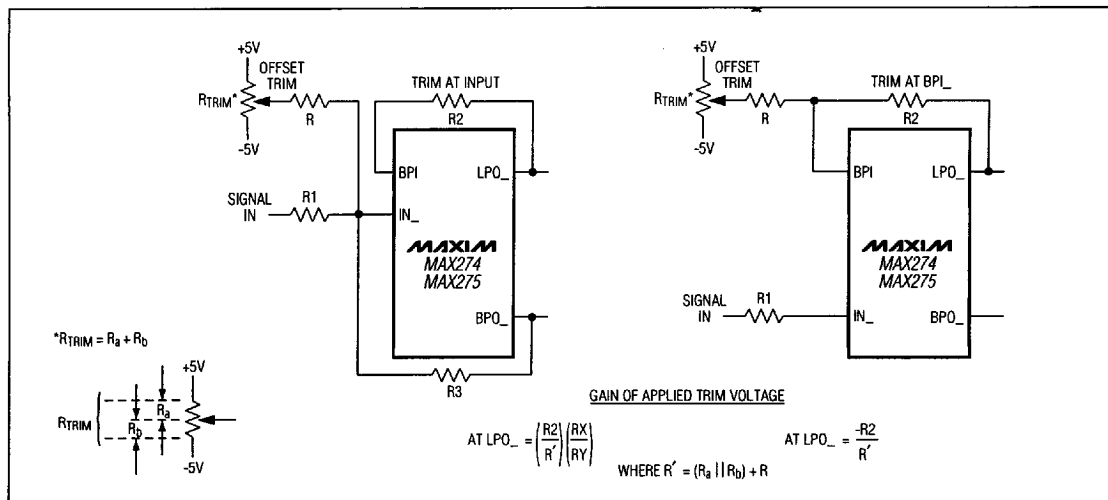 +5V
OFFSET
TRIM
RTRIM*
R
-5V
TRIM AT INPUT
R2
BPI
LPO_
SIGNAL
IN
R1
IN_
MAXIM
MAX274
MAX275
BPO_
R3
+5V
OFFSET
TRIM
RTRIM*
R
-5V
TRIM AT BPI_
R2
BPI
LPO_
MAXIM
MAX274
MAX275
SIGNAL
IN
R1
IN_
BPO_
*RTRIM = Ra + Rb
+5V
RTRIM
Ra
Rb
-5V
GAIN OF APPLIED TRIM VOLTAGE
AT LPO_ = (R2/R′)(RX/RY)
AT LPO_ = -R2/R′
WHERE R′ = (Ra || Rb) + R